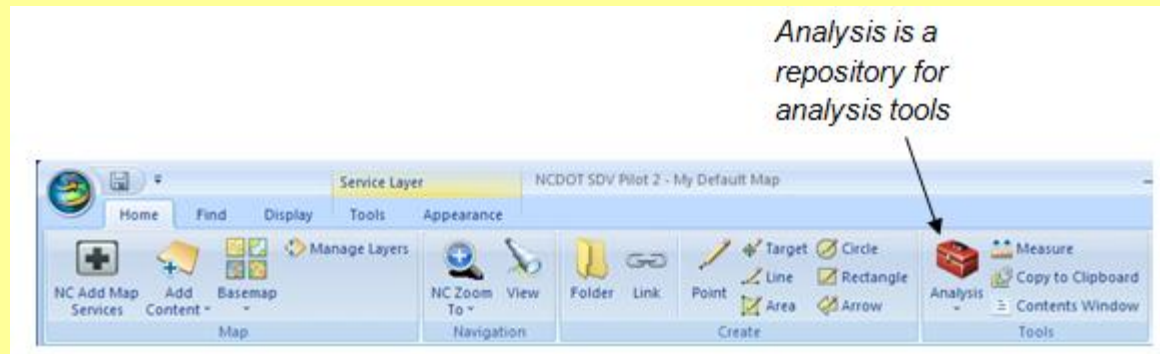 Analysis is a
repository for
analysis tools
Service Layer NCDOT SDV Pilot 2 - My Default Map
Home Find Display Tools Appearance
NC Add Map
Services
Add
Content
Basemap
Manage Layers
Map
NC Zoom
To
View
Navigation
Folder
Link
Point
Target
Line
Area
Circle
Rectangle
Arrow
Create
Analysis
Measure
Copy to Clipboard
Contents Window
Tools